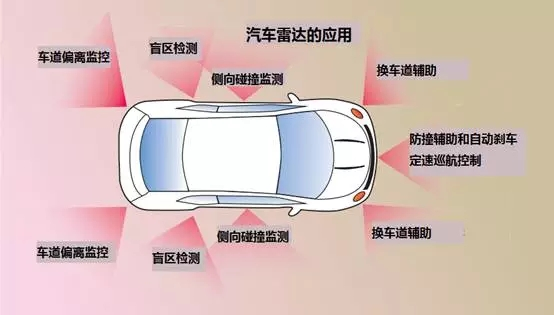 汽车雷达的应用
车道偏离监控
盲区检测
侧向碰撞监测
换车道辅助
防撞辅助和自动刹车
定速巡航控制
车道偏离监控
盲区检测
侧向碰撞监测
换车道辅助